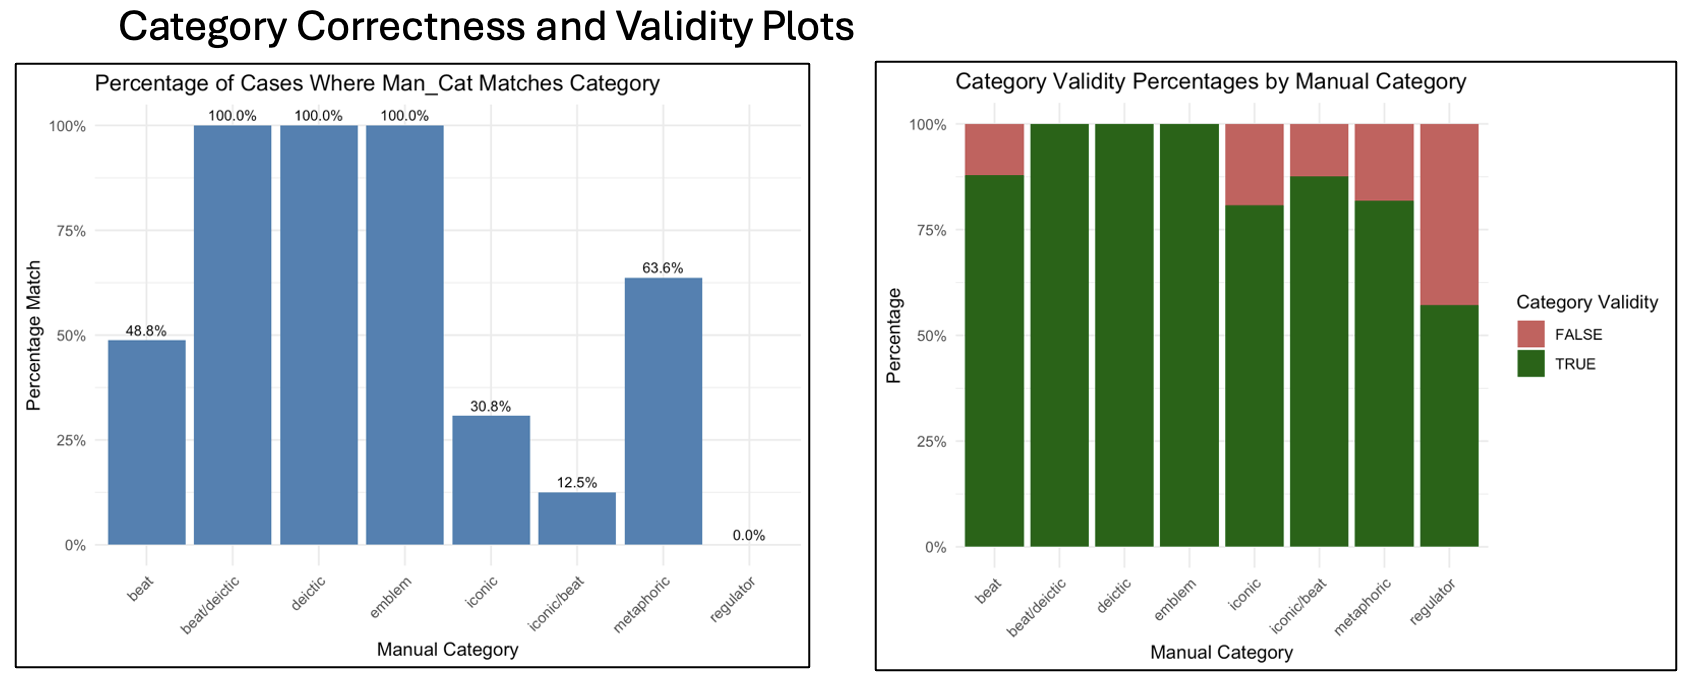 Category Correctness and Validity Plots
Percentage of Cases Where Man_Cat Matches Category
100%
75%
50%
25%
0%
Percentage Match
48.8%
100.0%
100.0%
100.0%
30.8%
12.5%
63.6%
0.0%
beat
beat/deictic
deictic
emblem
iconic
iconic/beat
metaphoric
regulator
Manual Category
Category Validity Percentages by Manual Category
100%
75%
50%
25%
0%
Percentage
beat
beat/deictic
deictic
emblem
iconic
iconic/beat
metaphoric
regulator
Manual Category
Category Validity
FALSE
TRUE